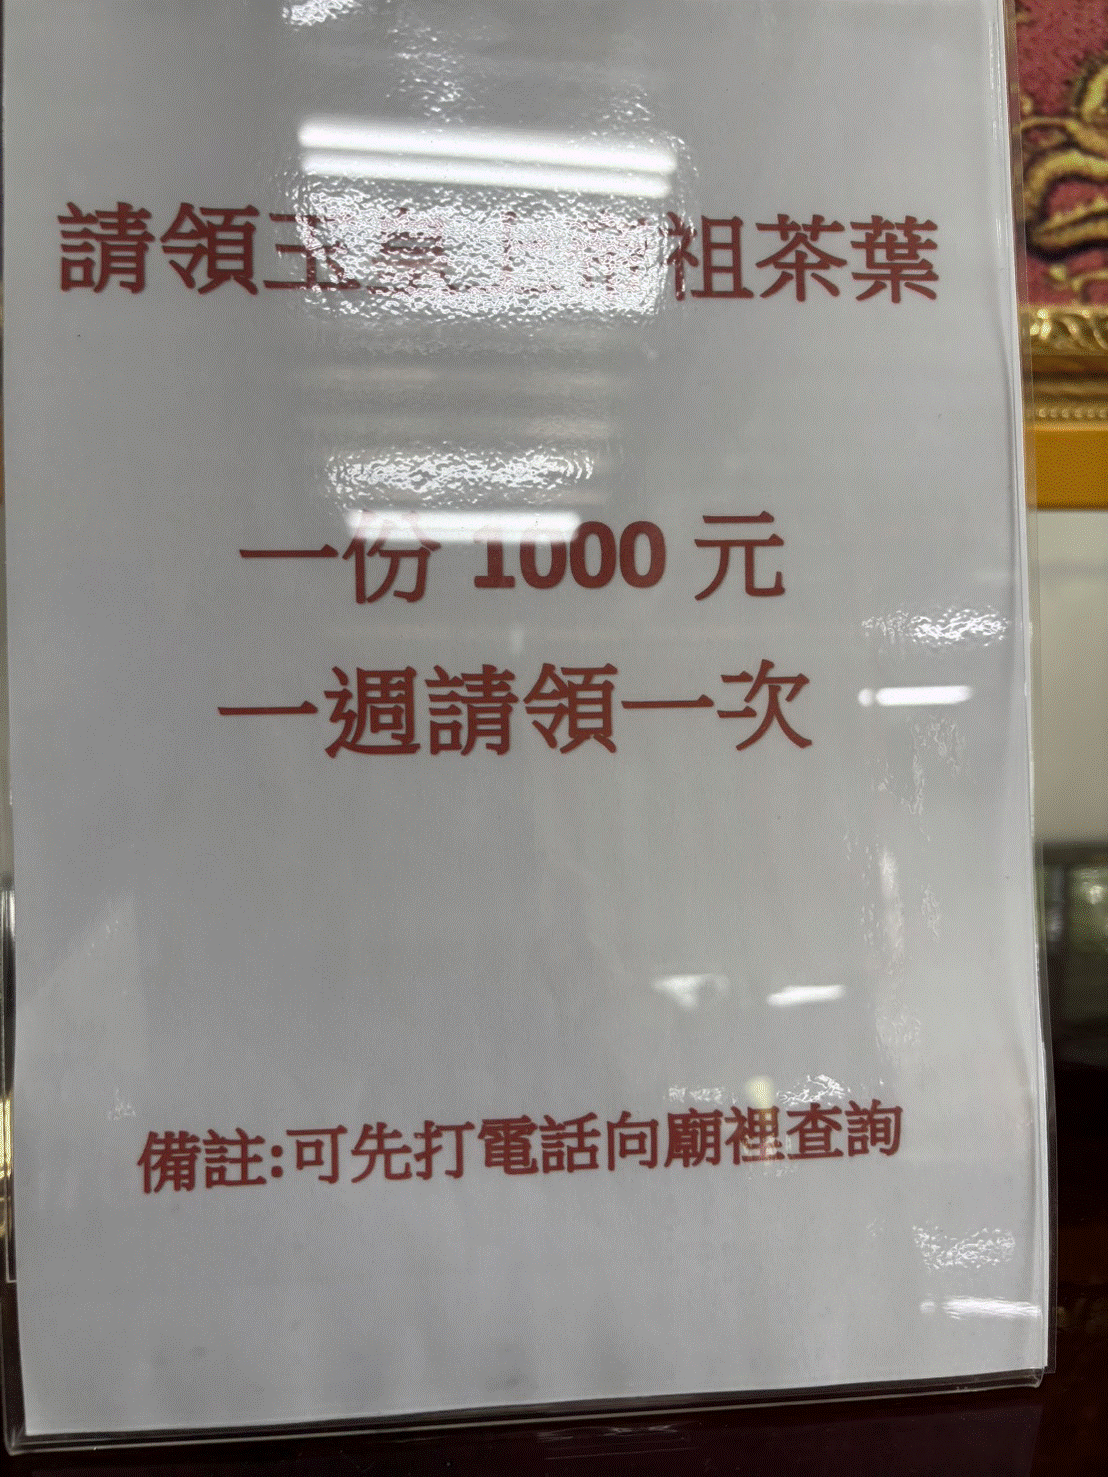 請領玉皇 祖茶葉
一份 1000 元
一週請領一次
備註:可先打電話向廟裡查詢